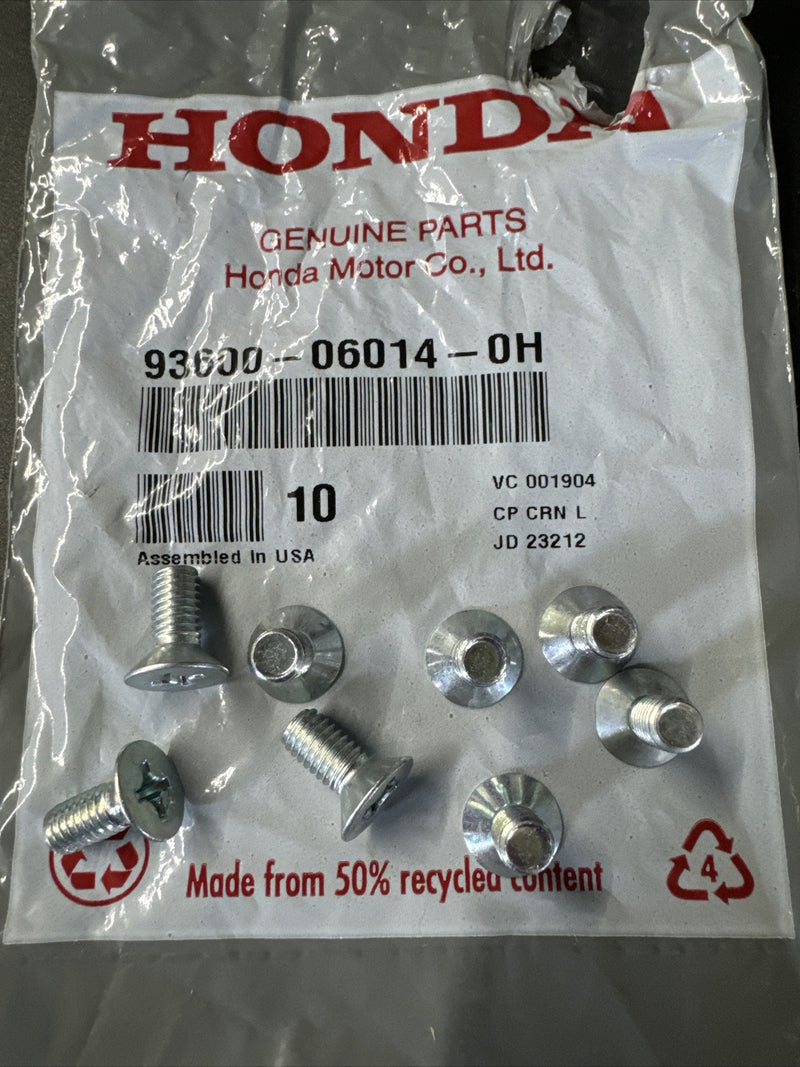 HONDA
GENUINE PARTS
Honda Motor Co., Ltd.
93600-06014-0H
10
VC 001904
CP CRN L
JD 23212
Assembled In USA
Made from 50% recycled content
4